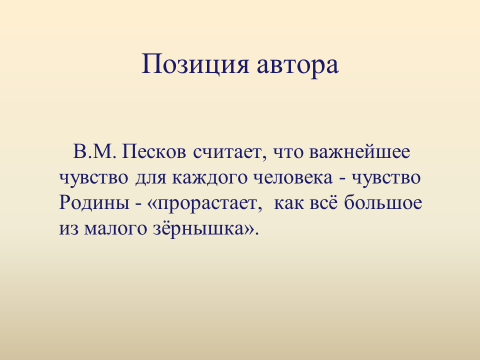 Позиция автора
В.М. Песков считает, что важнейшее
чувство для каждого человека - чувство
Родины - «прорастает, как всё большое
из малого зёрнышка».